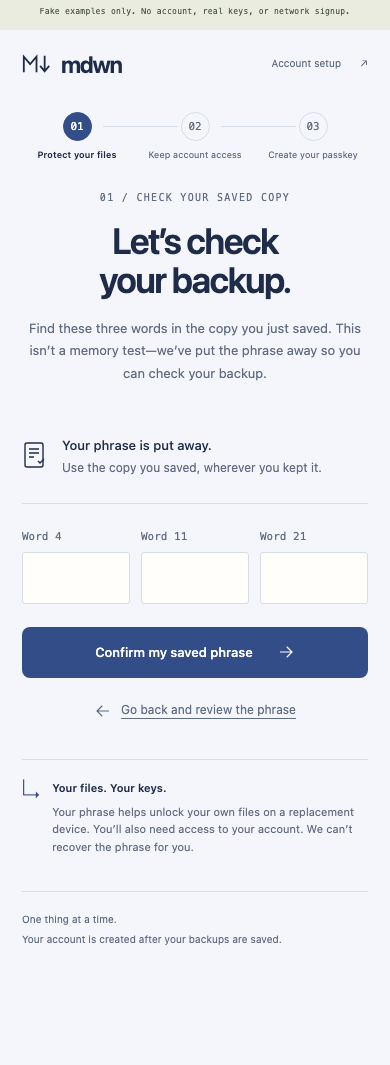 Fake examples only. No account, real keys, or network signup.
M↓ mdwn
Account setup ↗
01
02
03
Protect your files
Keep account access
Create your passkey
01 / CHECK YOUR SAVED COPY
Let’s check
your backup.
Find these three words in the copy you just saved. This
isn’t a memory test—we’ve put the phrase away so you
can check your backup.
Your phrase is put away.
Use the copy you saved, wherever you kept it.
Word 4
Word 11
Word 21
Confirm my saved phrase →
← Go back and review the phrase
Your files. Your keys.
Your phrase helps unlock your own files on a replacement
device. You’ll also need access to your account. We can’t
recover the phrase for you.
One thing at a time.
Your account is created after your backups are saved.